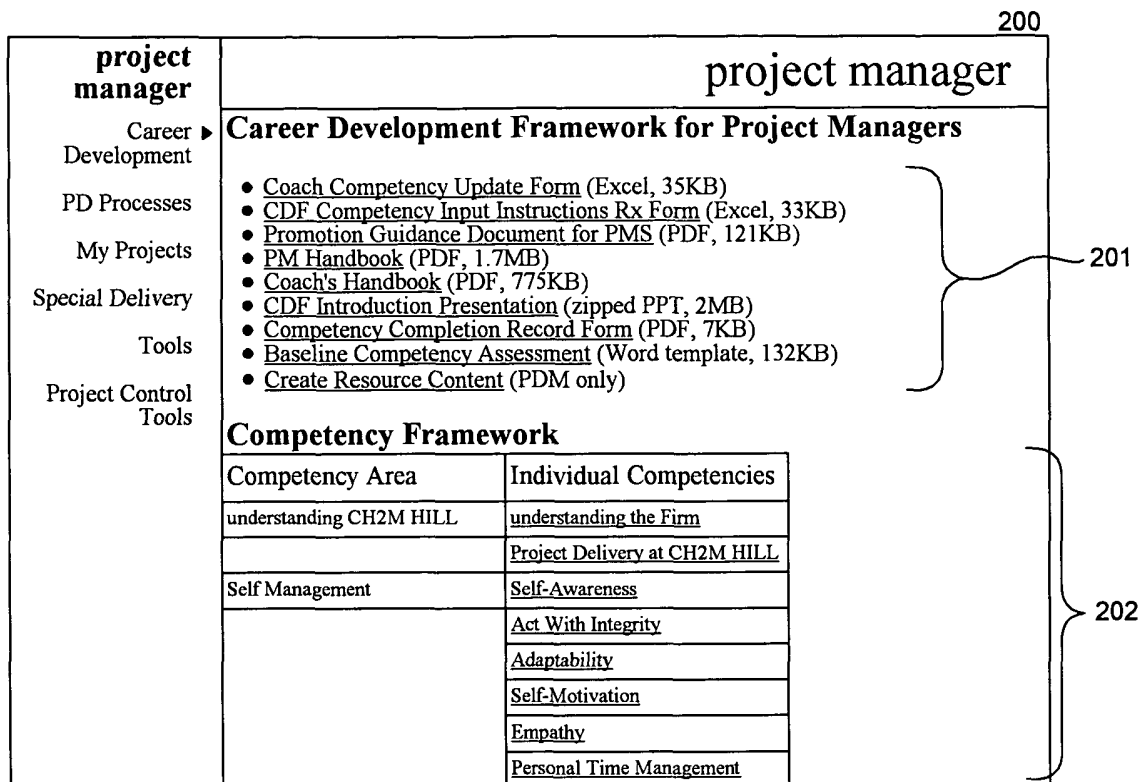 200
project
manager
project manager
Career ▸
Development
PD Processes
My Projects
Special Delivery
Tools
Project Control
Tools
Career Development Framework for Project Managers
● Coach Competency Update Form (Excel, 35KB)
● CDF Competency Input Instructions Rx Form (Excel, 33KB)
● Promotion Guidance Document for PMS (PDF, 121KB)
● PM Handbook (PDF, 1.7MB)
● Coach's Handbook (PDF, 775KB)
● CDF Introduction Presentation (zipped PPT, 2MB)
● Competency Completion Record Form (PDF, 7KB)
● Baseline Competency Assessment (Word template, 132KB)
● Create Resource Content (PDM only)
201
Competency Framework
Competency Area Individual Competencies
understanding CH2M HILL understanding the Firm
Project Delivery at CH2M HILL
Self Management Self-Awareness
Act With Integrity
Adaptability
Self-Motivation
Empathy
Personal Time Management
202